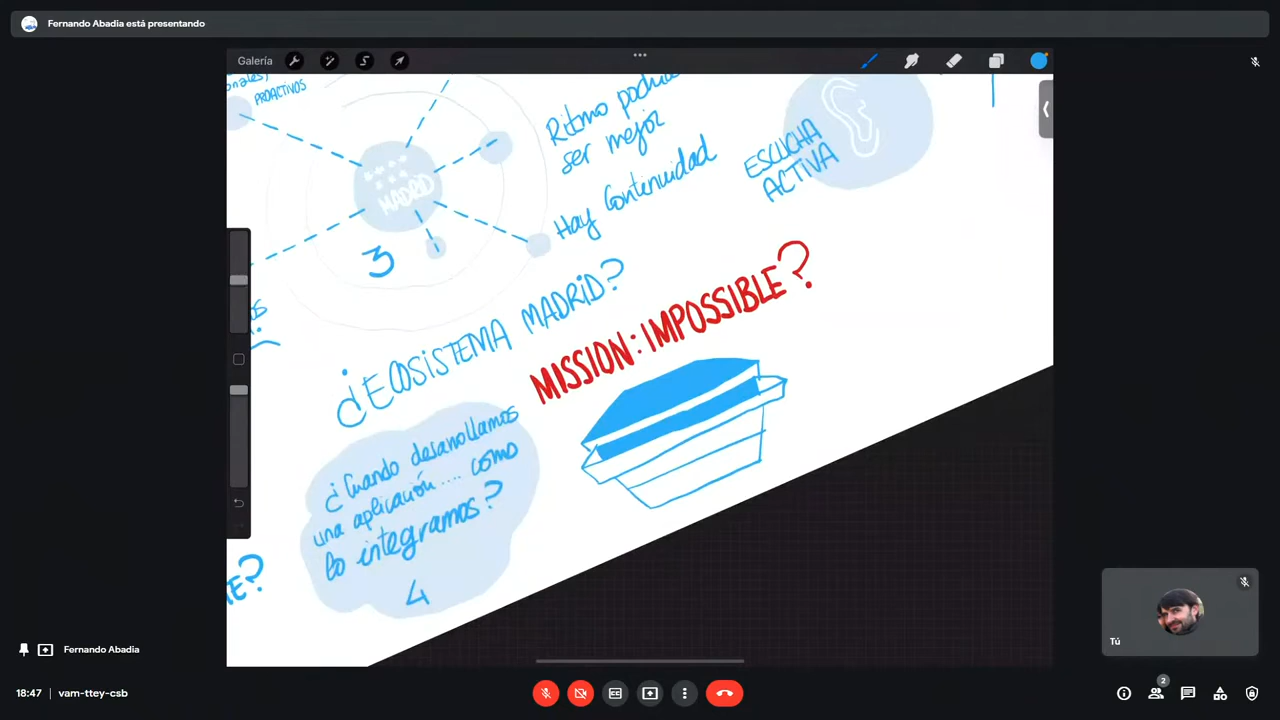 Fernando Abadia está presentando
Galería
PROACTIVOS
MADRID
3
Ritmo podría
ser mejor
Hay Continuidad
ESCUCHA
ACTIVA
¿ECOSISTEMA MADRID?
MISSION: IMPOSSIBLE?
¿Cuando desarrollamos
una aplicación.... como
lo integramos?
4
Tú
Fernando Abadia
18:47
vam-ttey-csb
2